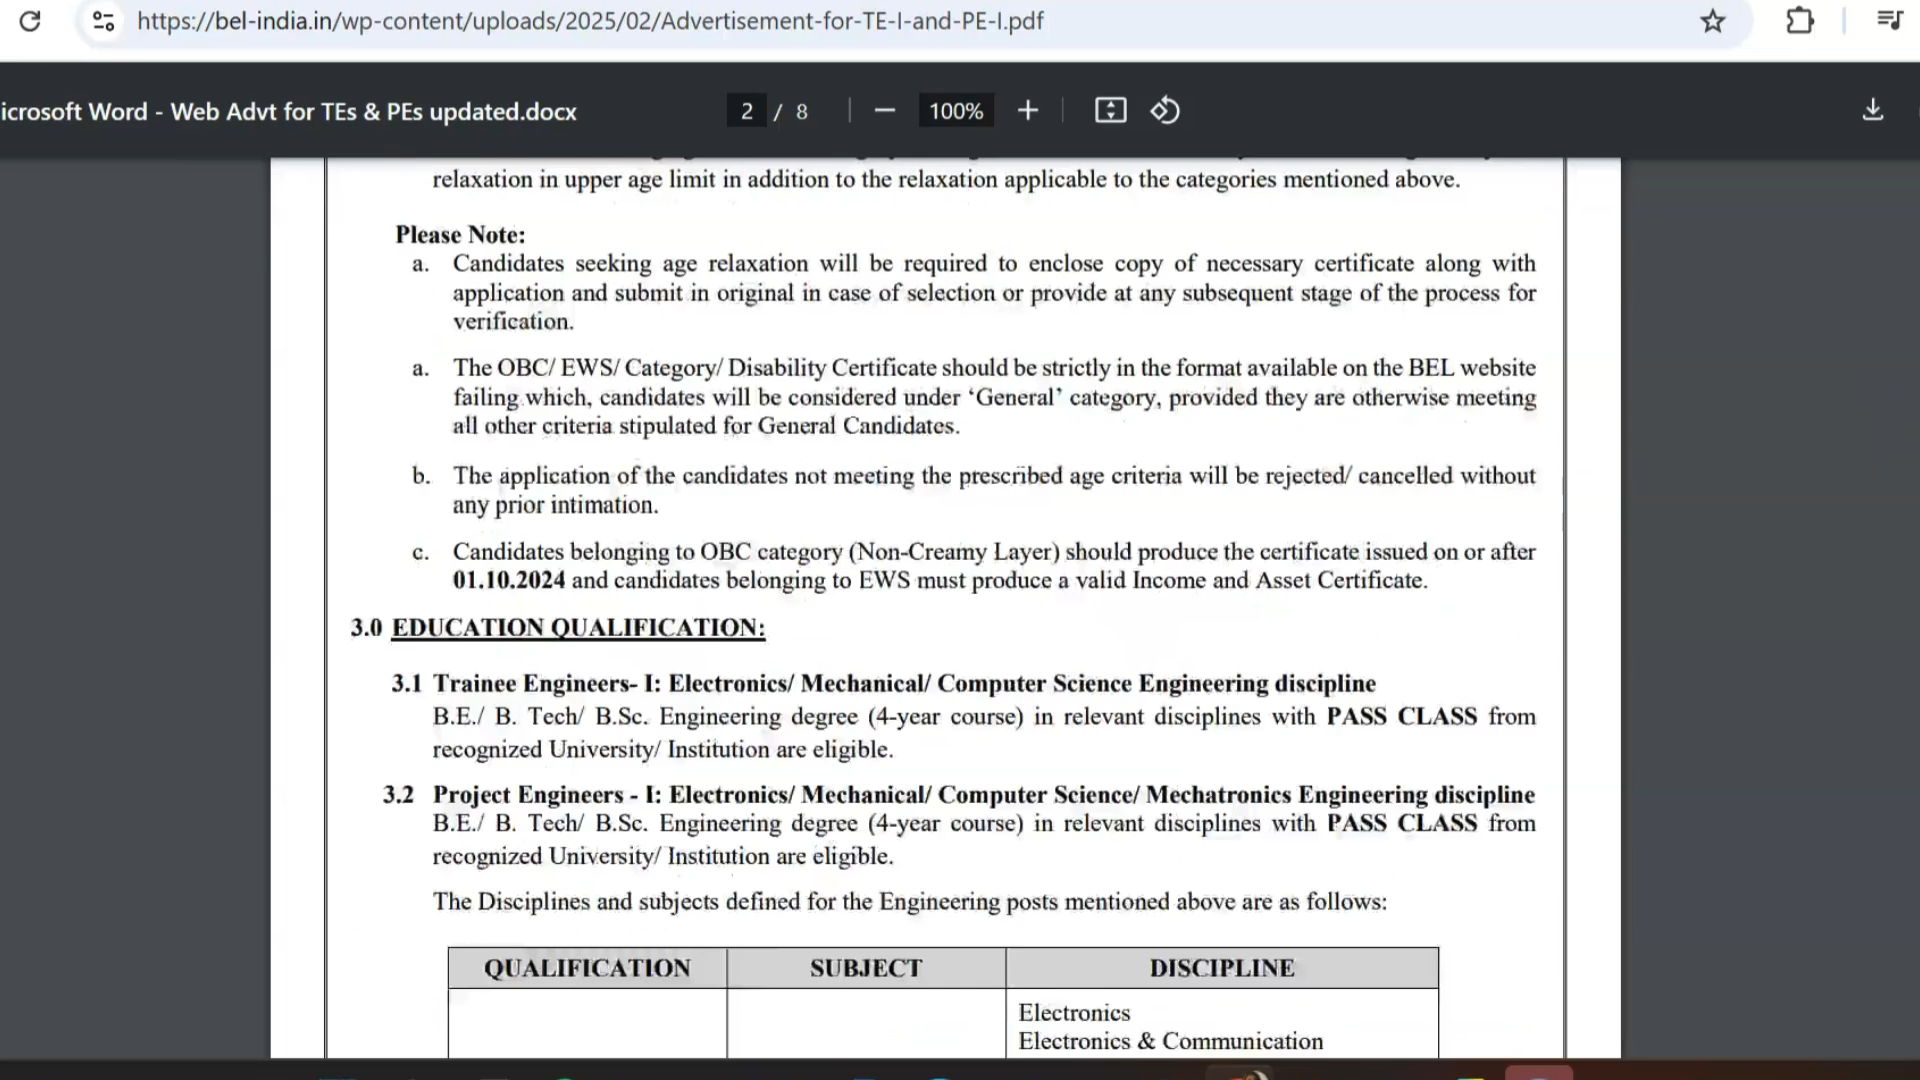 https://bel-india.in/wp-content/uploads/2025/02/Advertisement-for-TE-I-and-PE-I.pdf
icrosoft Word - Web Advt for TEs & PEs updated.docx
2 / 8
100%
relaxation in upper age limit in addition to the relaxation applicable to the categories mentioned above.
Please Note:
a. Candidates seeking age relaxation will be required to enclose copy of necessary certificate along with
application and submit in original in case of selection or provide at any subsequent stage of the process for
verification.
a. The OBC/ EWS/ Category/ Disability Certificate should be strictly in the format available on the BEL website
failing which, candidates will be considered under ‘General’ category, provided they are otherwise meeting
all other criteria stipulated for General Candidates.
b. The application of the candidates not meeting the prescribed age criteria will be rejected/ cancelled without
any prior intimation.
c. Candidates belonging to OBC category (Non-Creamy Layer) should produce the certificate issued on or after
01.10.2024 and candidates belonging to EWS must produce a valid Income and Asset Certificate.
3.0 EDUCATION QUALIFICATION:
3.1 Trainee Engineers- I: Electronics/ Mechanical/ Computer Science Engineering discipline
B.E./ B. Tech/ B.Sc. Engineering degree (4-year course) in relevant disciplines with PASS CLASS from
recognized University/ Institution are eligible.
3.2 Project Engineers - I: Electronics/ Mechanical/ Computer Science/ Mechatronics Engineering discipline
B.E./ B. Tech/ B.Sc. Engineering degree (4-year course) in relevant disciplines with PASS CLASS from
recognized University/ Institution are eligible.
The Disciplines and subjects defined for the Engineering posts mentioned above are as follows:
QUALIFICATION SUBJECT DISCIPLINE
Electronics
Electronics & Communication